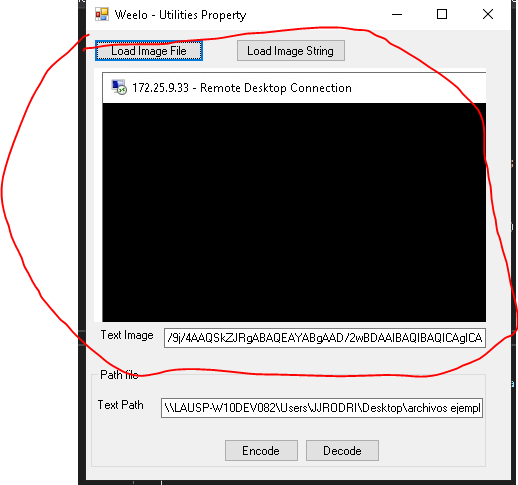 Weelo - Utilities Property
Load Image File Load Image String
172.25.9.33 - Remote Desktop Connection
Text Image /9j/4AAQSkZJRgABAQEAYABgAAD/2wBDAAIBAQIBAQICAgICA
Path file
Text Path \\LAUSP-W10DEV082\Users\JJRODRI\Desktop\archivos ejempl
Encode Decode